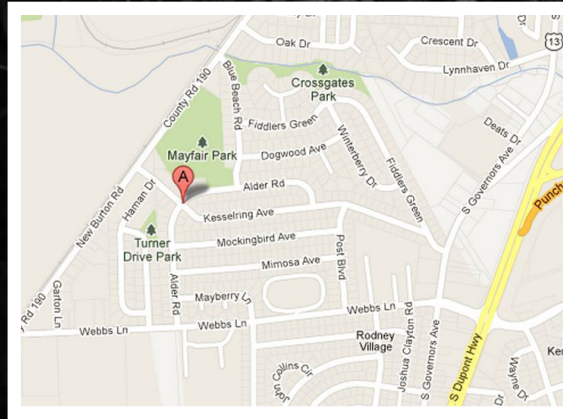 Oak Dr
Crescent Dr
13
Lynnhaven Dr
County Rd 190
Blue Beach Rd
Crossgates
Park
Fiddlers Green
Deats Dr
Mayfair Park
Dogwood Ave
Winterberry Dr
Fiddlers Green
S Governors Ave
A
Haman Dr
Alder Rd
Punch
New Burton Rd
Kesselring Ave
Turner
Drive Park
Mockingbird Ave
Post Blvd
Mimosa Ave
Alder Rd
Garton Ln
y Rd 190
Mayberry Ln
Webbs Ln
Webbs Ln
Webbs Ln
Rodney
Village
Joshua Clayton Rd
S Governors Ave
S Dupont Hwy
Collins Cir
Wayne Dr
Dr
Ke